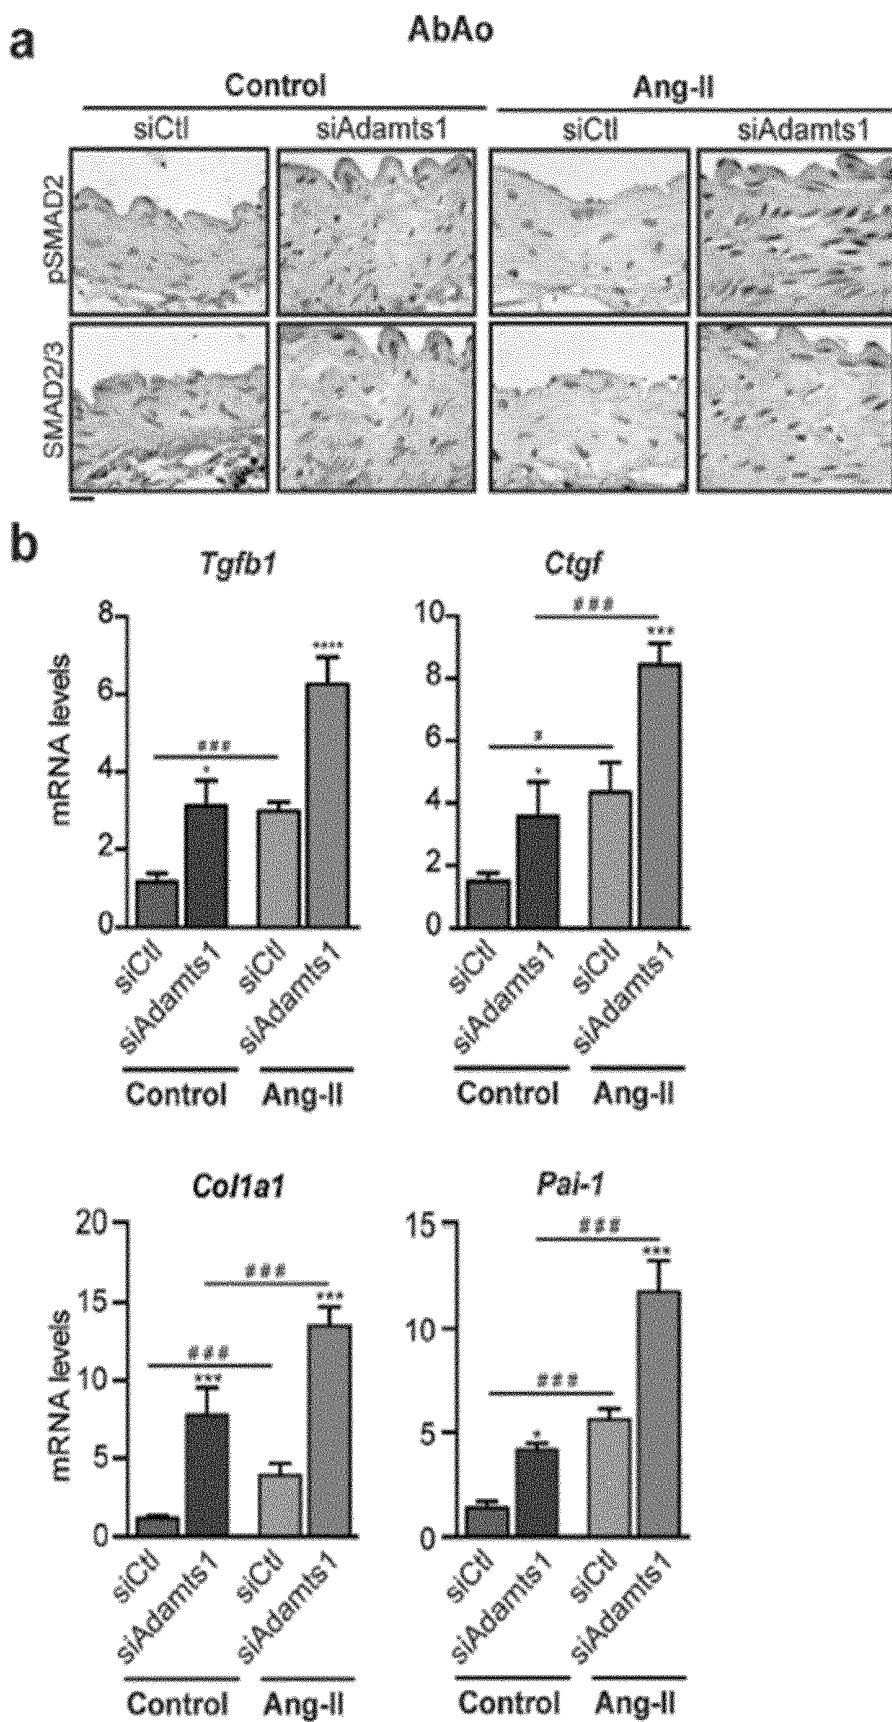 a
AbAo
Control Ang-II
siCtl siAdamts1 siCtl siAdamts1
pSMAD2
SMAD2/3
b
Tgfb1
mRNA levels
8
6
4
2
0
###
*
****
siCtl
siAdamts1
siCtl
siAdamts1
Control Ang-II
Ctgf
10
8
6
4
2
0
###
***
#
*
siCtl
siAdamts1
siCtl
siAdamts1
Control Ang-II
Col1a1
mRNA levels
20
15
10
5
0
###
***
###
***
siCtl
siAdamts1
siCtl
siAdamts1
Control Ang-II
Pai-1
15
10
5
0
###
***
###
*
siCtl
siAdamts1
siCtl
siAdamts1
Control Ang-II